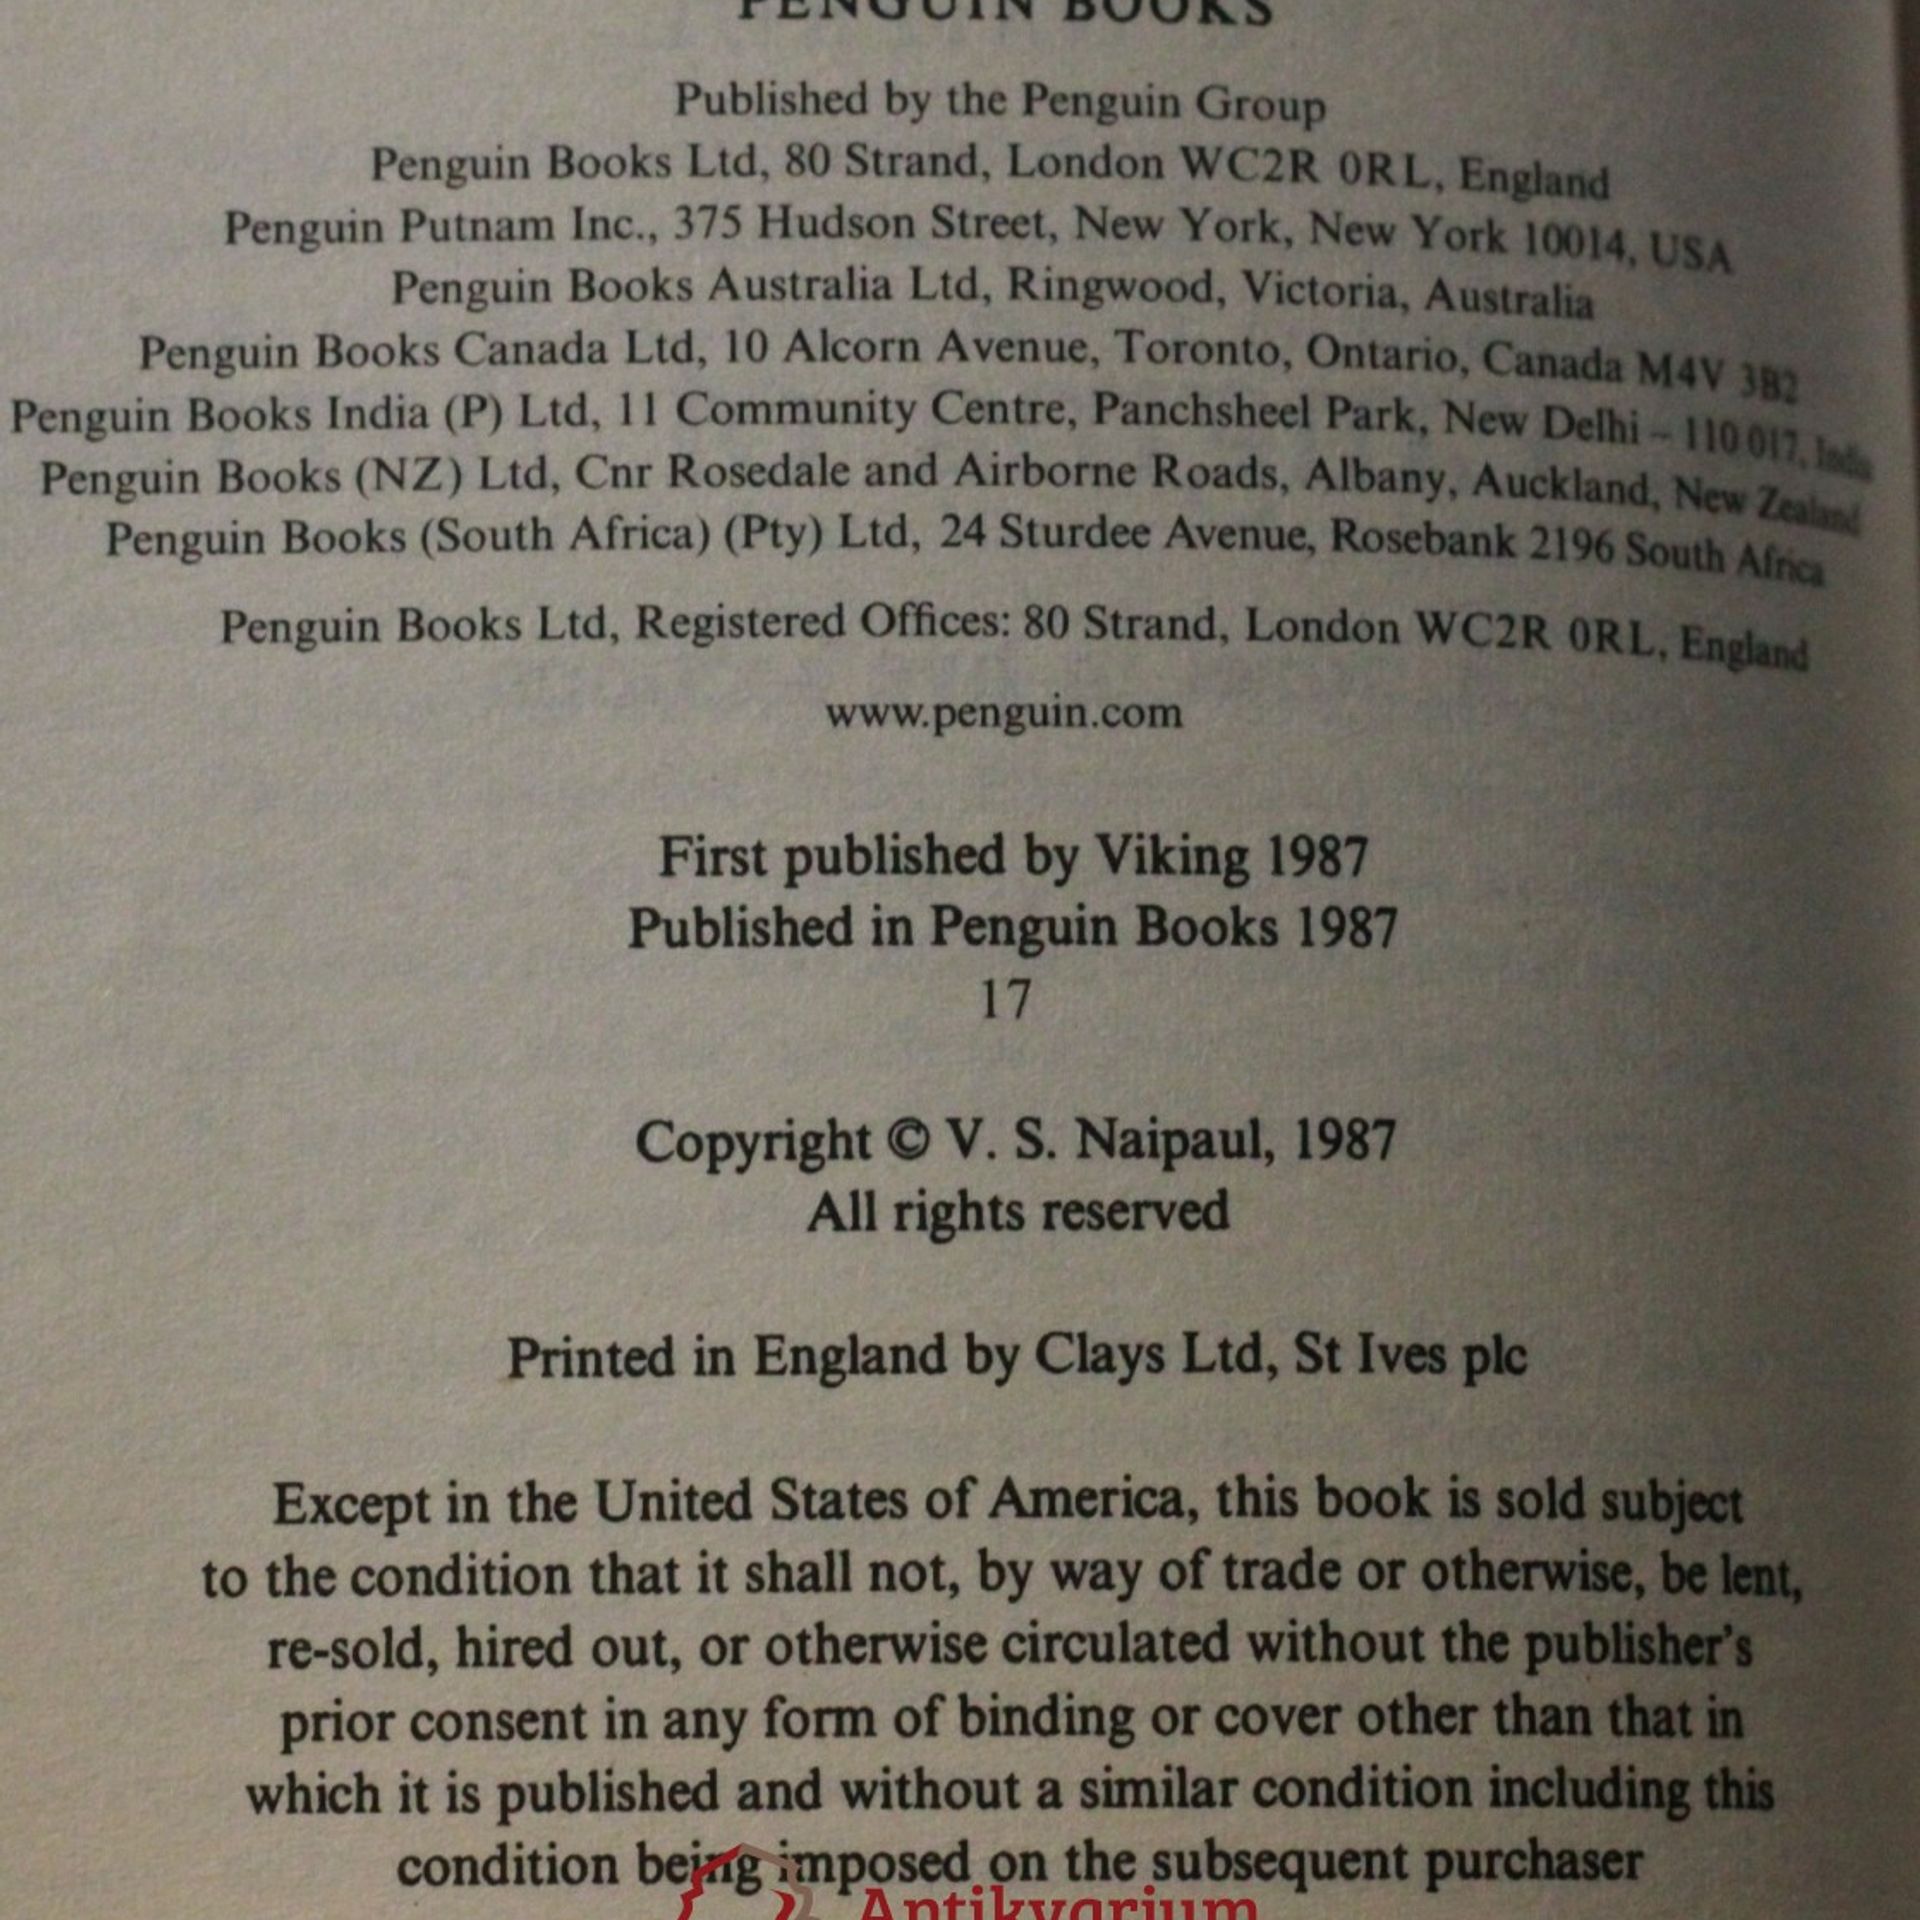 PENGUIN BOOKS
Published by the Penguin Group
Penguin Books Ltd, 80 Strand, London WC2R 0RL, England
Penguin Putnam Inc., 375 Hudson Street, New York, New York 10014, USA
Penguin Books Australia Ltd, Ringwood, Victoria, Australia
Penguin Books Canada Ltd, 10 Alcorn Avenue, Toronto, Ontario, Canada M4V 3B2
Penguin Books India (P) Ltd, 11 Community Centre, Panchsheel Park, New Delhi – 110 017, India
Penguin Books (NZ) Ltd, Cnr Rosedale and Airborne Roads, Albany, Auckland, New Zealand
Penguin Books (South Africa) (Pty) Ltd, 24 Sturdee Avenue, Rosebank 2196 South Africa
Penguin Books Ltd, Registered Offices: 80 Strand, London WC2R 0RL, England
www.penguin.com
First published by Viking 1987
Published in Penguin Books 1987
17
Copyright © V. S. Naipaul, 1987
All rights reserved
Printed in England by Clays Ltd, St Ives plc
Except in the United States of America, this book is sold subject
to the condition that it shall not, by way of trade or otherwise, be lent,
re-sold, hired out, or otherwise circulated without the publisher's
prior consent in any form of binding or cover other than that in
which it is published and without a similar condition including this
condition being imposed on the subsequent purchaser
Antikvarium